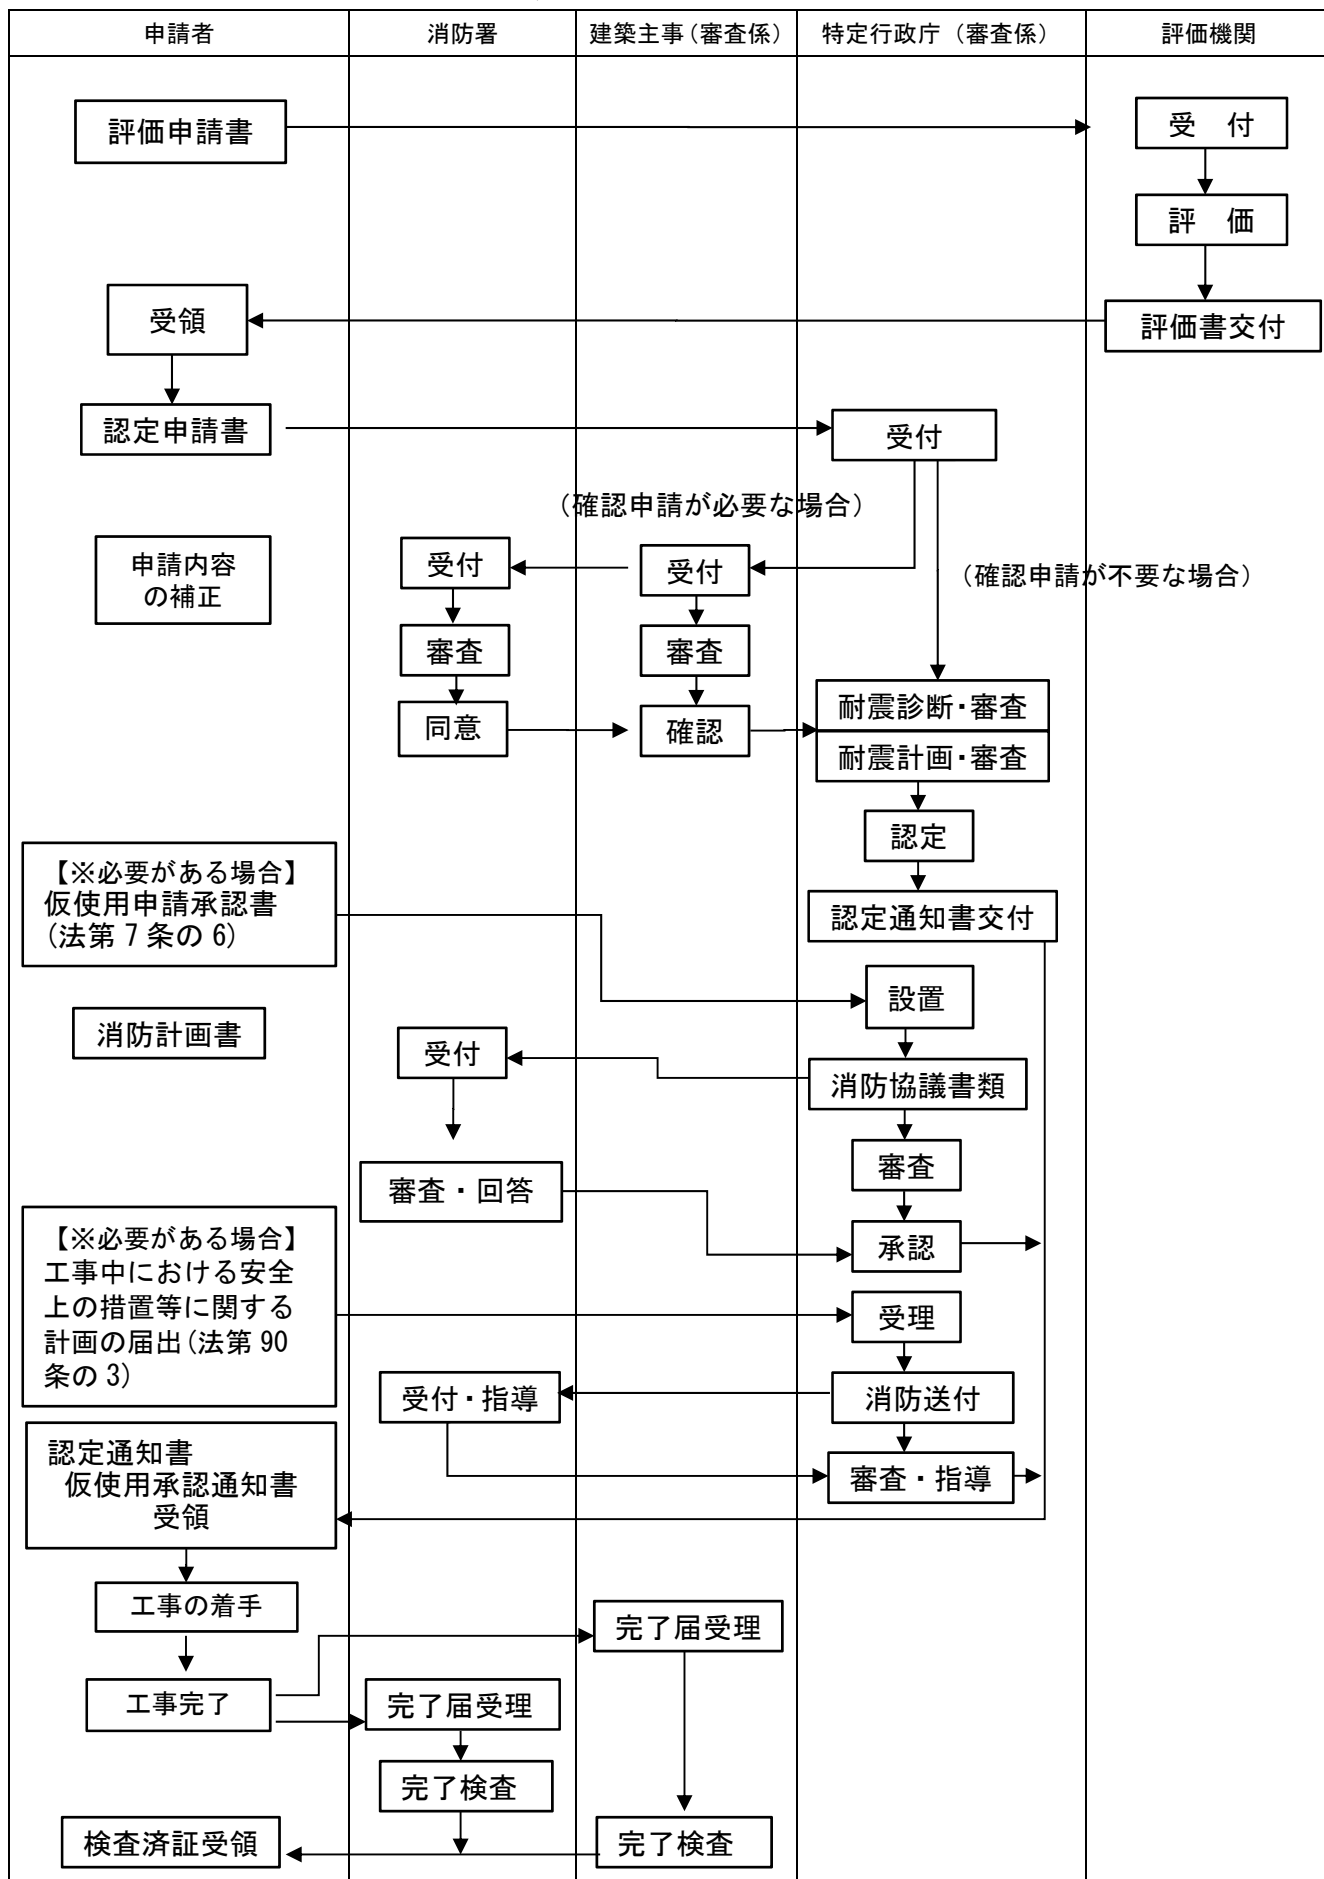 申請者
消防署
建築主事(審査係)
特定行政庁（審査係）
評価機関
評価申請書
受　付
評　価
受領
評価書交付
認定申請書
受付
（確認申請が必要な場合）
申請内容
の補正
受付
受付
（確認申請が不要な場合）
審査
審査
同意
確認
耐震診断・審査
耐震計画・審査
認定
【※必要がある場合】
仮使用申請承認書
(法第 7 条の 6)
認定通知書交付
設置
消防計画書
受付
消防協議書類
審査
審査・回答
承認
【※必要がある場合】
工事中における安全
上の措置等に関する
計画の届出(法第 90
条の 3)
受理
受付・指導
消防送付
認定通知書
仮使用承認通知書
受領
審査・指導
工事の着手
完了届受理
工事完了
完了届受理
完了検査
検査済証受領
完了検査